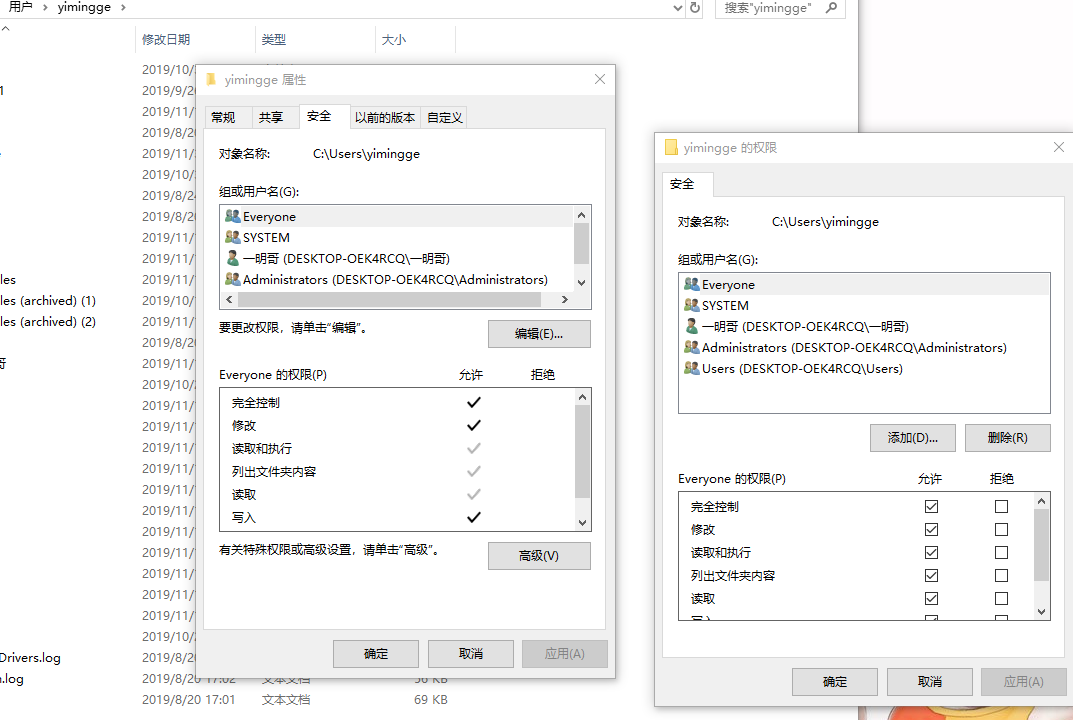 用户 > yimingge >
搜索"yimingge"
修改日期 类型 大小
2019/10/
2019/9/20
2019/11/
2019/8/20
2019/11/
2019/10/
2019/8/24
2019/8/20
2019/11/
2019/11/
les 2019/11/
les (archived) (1) 2019/10/
les (archived) (2) 2019/11/
2019/8/20
哥 2019/11/
2019/10/
2019/11/
2019/11/
2019/11/
2019/11/
2019/11/
2019/11/
2019/11/
2019/11/
2019/11/
2019/11/
2019/11/
2019/10/
Drivers.log 2019/8/20
.log 2019/8/20 17:02 文本文档 56 KB
2019/8/20 17:01 文本文档 69 KB
yimingge 属性
常规 共享 安全 以前的版本 自定义
对象名称: C:\Users\yimingge
组或用户名(G):
Everyone
SYSTEM
一明哥 (DESKTOP-OEK4RCQ\一明哥)
Administrators (DESKTOP-OEK4RCQ\Administrators)
要更改权限，请单击"编辑"。
编辑(E)...
Everyone 的权限(P) 允许 拒绝
完全控制
修改
读取和执行
列出文件夹内容
读取
写入
有关特殊权限或高级设置，请单击"高级"。
高级(V)
确定 取消 应用(A)
yimingge 的权限
安全
对象名称: C:\Users\yimingge
组或用户名(G):
Everyone
SYSTEM
一明哥 (DESKTOP-OEK4RCQ\一明哥)
Administrators (DESKTOP-OEK4RCQ\Administrators)
Users (DESKTOP-OEK4RCQ\Users)
添加(D)... 删除(R)
Everyone 的权限(P) 允许 拒绝
完全控制
修改
读取和执行
列出文件夹内容
读取
确定 取消 应用(A)